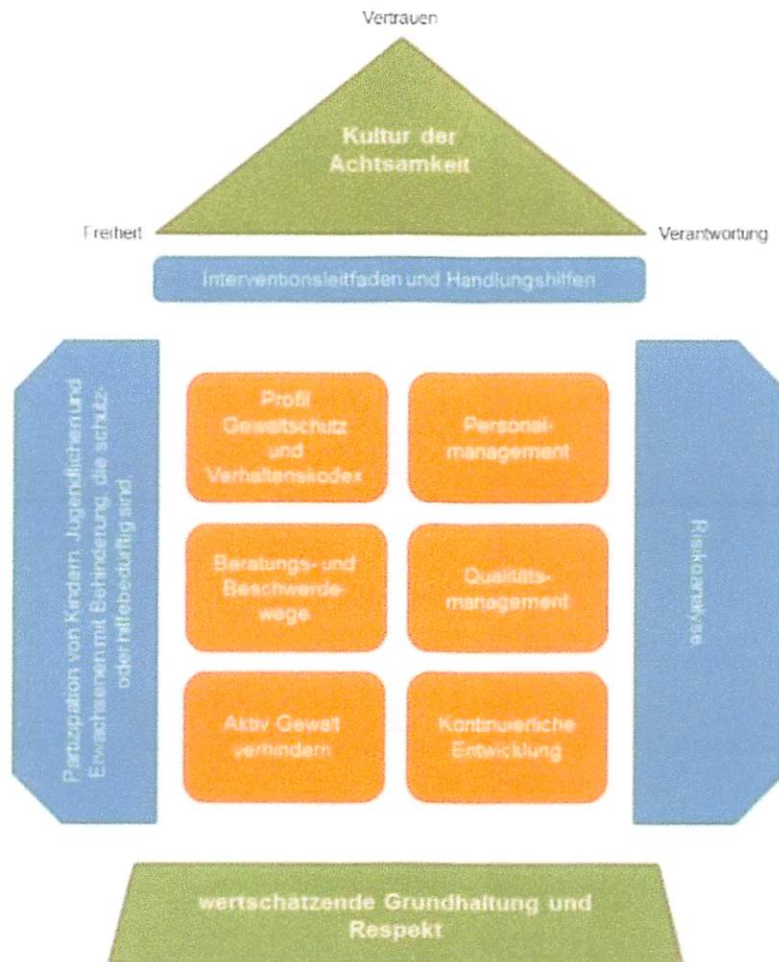 Vertrauen
Kultur der
Achtsamkeit
Freiheit
Verantwortung
Interventionsleitfaden und Handlungshilfen
Partizipation von Kindern, Jugendlichen und
Erwachsenen mit Behinderung, die schutz-
oder hilfebedürftig sind.
Profil
Gewaltschutz
und
Verhaltenskodex
Personal-
management
Beratungs- und
Beschwerde-
wege
Qualitäts-
management
Aktiv Gewalt
verhindern
Kontinuierliche
Entwicklung
Risikoanalyse
wertschätzende Grundhaltung und
Respekt